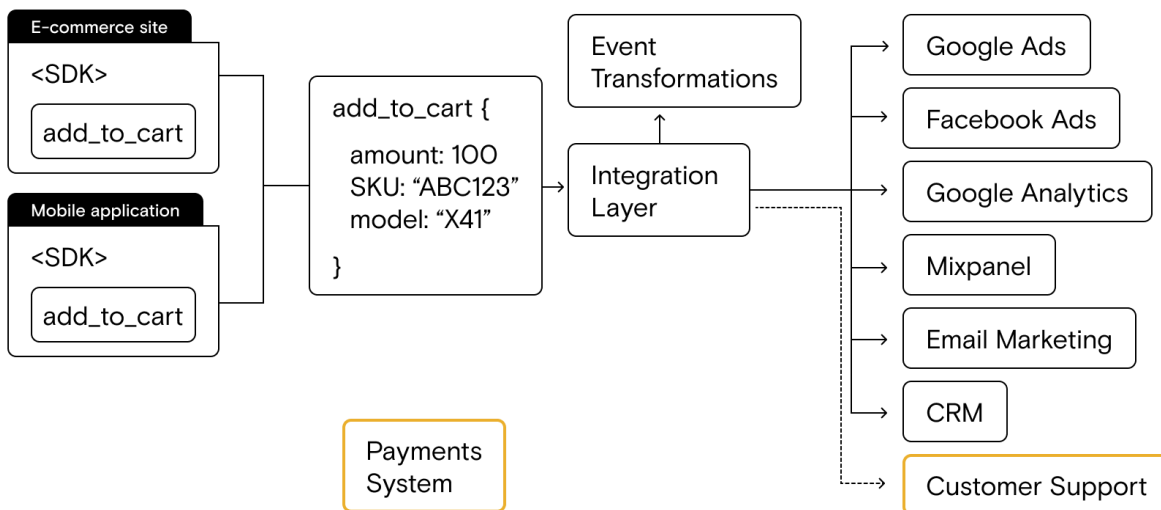 E-commerce site
<SDK>
add_to_cart
Mobile application
<SDK>
add_to_cart
add_to_cart {
amount: 100
SKU: “ABC123”
model: “X41”
}
Event
Transformations
Integration
Layer
Google Ads
Facebook Ads
Google Analytics
Mixpanel
Email Marketing
CRM
Customer Support
Payments
System